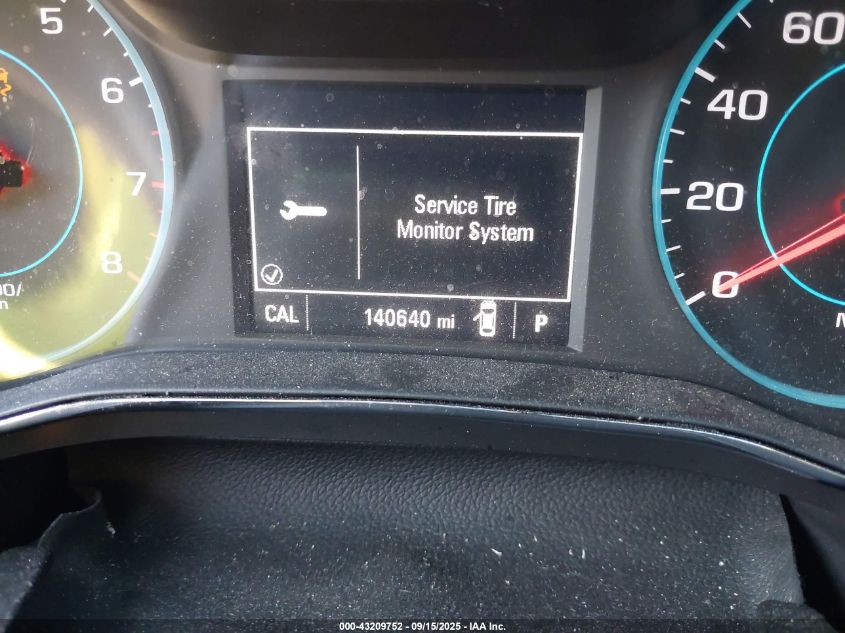 5
6
7
8
60
40
20
0
Service Tire
Monitor System
CAL
140640 mi
P
000-43209752 - 09/15/2025 - IAA Inc.